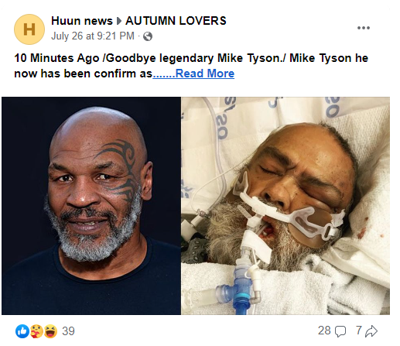 H
Huun news AUTUMN LOVERS
July 26 at 9:21 PM ·
10 Minutes Ago /Goodbye legendary Mike Tyson./ Mike Tyson he
now has been confirm as.......Read More
39
28 7